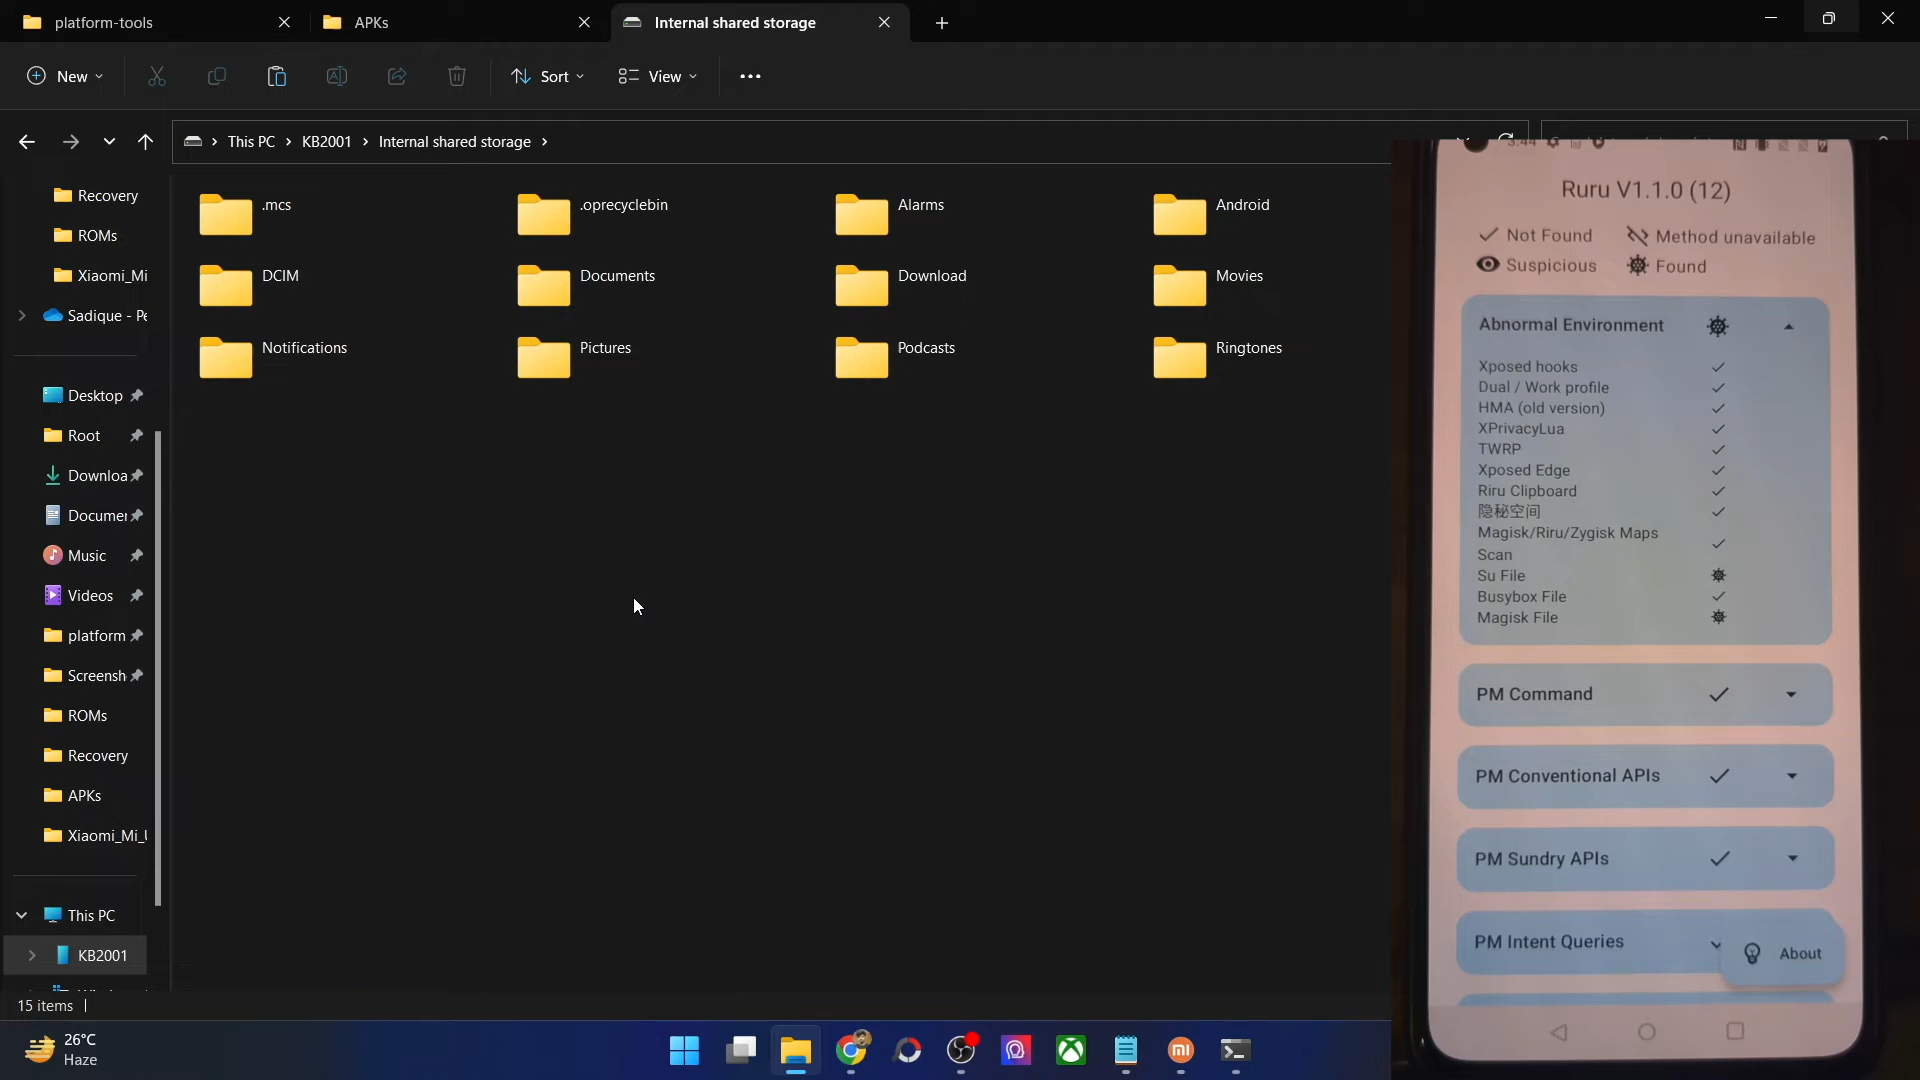 platform-tools
APKs
Internal shared storage
New
Sort
View
This PC
KB2001
Internal shared storage
Recovery
ROMs
Xiaomi_Mi
Sadique - Pe
Desktop
Root
Downloa
Documer
Music
Videos
platform
Screensh
ROMs
Recovery
APKs
Xiaomi_Mi_U
This PC
KB2001
.mcs
.oprecyclebin
Alarms
Android
DCIM
Documents
Download
Movies
Notifications
Pictures
Podcasts
Ringtones
15 items
26°C
Haze
3:44
Ruru V1.1.0 (12)
Not Found
Method unavailable
Suspicious
Found
Abnormal Environment
Xposed hooks
Dual / Work profile
HMA (old version)
XPrivacyLua
TWRP
Xposed Edge
Riru Clipboard
隐秘空间
Magisk/Riru/Zygisk Maps
Scan
Su File
Busybox File
Magisk File
PM Command
PM Conventional APIs
PM Sundry APIs
PM Intent Queries
About